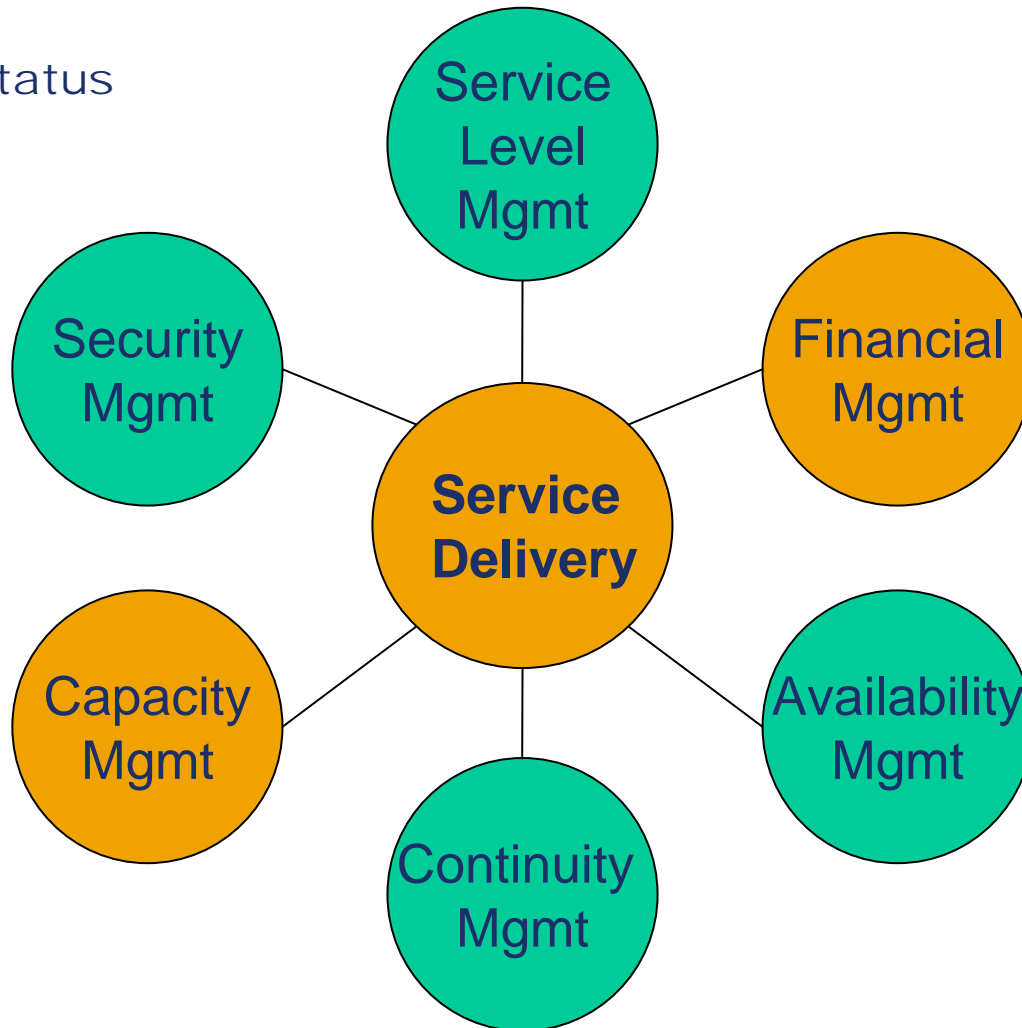 tatus
Service
Level
Mgmt
Security
Mgmt
Financial
Mgmt
Service
Delivery
Capacity
Mgmt
Availability
Mgmt
Continuity
Mgmt